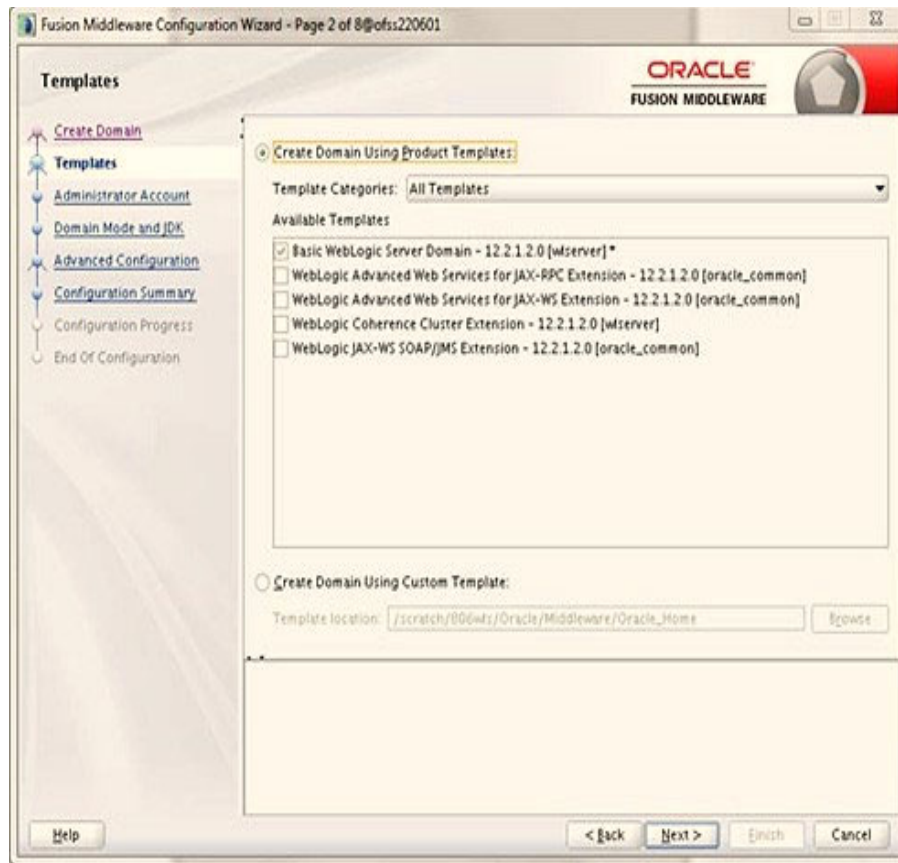 Fusion Middleware Configuration Wizard - Page 2 of 8@ofss220601
Templates
ORACLE
FUSION MIDDLEWARE
Create Domain
Templates
Administrator Account
Domain Mode and JDK
Advanced Configuration
Configuration Summary
Configuration Progress
End Of Configuration
Create Domain Using Product Templates:
Template Categories: All Templates
Available Templates
Basic WebLogic Server Domain - 12.2.1.2.0 [wlserver] *
WebLogic Advanced Web Services for JAX-RPC Extension - 12.2.1.2.0 [oracle_common]
WebLogic Advanced Web Services for JAX-WS Extension - 12.2.1.2.0 [oracle_common]
WebLogic Coherence Cluster Extension - 12.2.1.2.0 [wlserver]
WebLogic JAX-WS SOAP/JMS Extension - 12.2.1.2.0 [oracle_common]
Create Domain Using Custom Template:
Template location: /scratch/806wls/Oracle/Middleware/Oracle_Home Browse
Help < Back Next > Finish Cancel